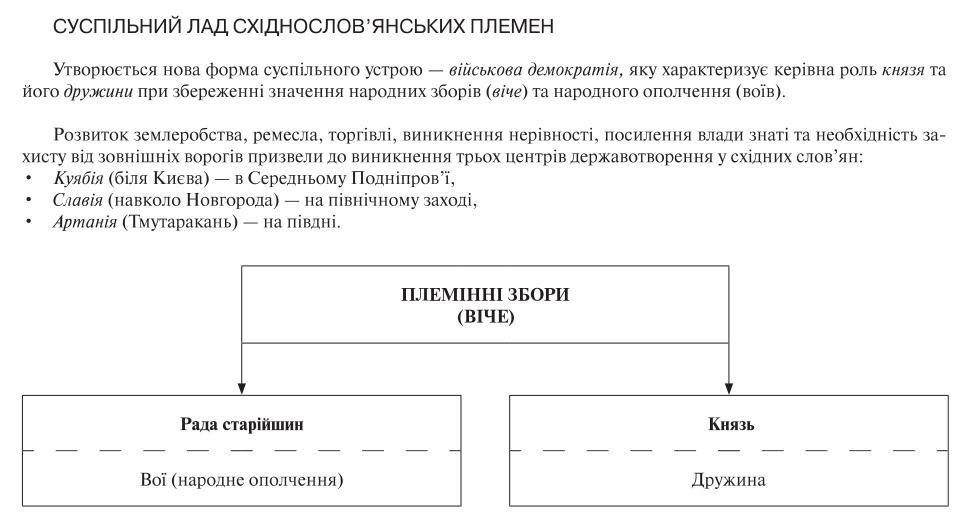 СУСПІЛЬНИЙ ЛАД СХІДНОСЛОВ’ЯНСЬКИХ ПЛЕМЕН
Утворюється нова форма суспільного устрою — військова демократія, яку характеризує керівна роль князя та
його дружини при збереженні значення народних зборів (віче) та народного ополчення (воїв).
Розвиток землеробства, ремесла, торгівлі, виникнення нерівності, посилення влади знаті та необхідність за-
хисту від зовнішніх ворогів призвели до виникнення трьох центрів державотворення у східних слов’ян:
• Куябія (біля Києва) — в Середньому Подніпров’ї,
• Славія (навколо Новгорода) — на північному заході,
• Артанія (Тмутаракань) — на півдні.
ПЛЕМІННІ ЗБОРИ
(ВІЧЕ)
Рада старійшин
Вої (народне ополчення)
Князь
Дружина